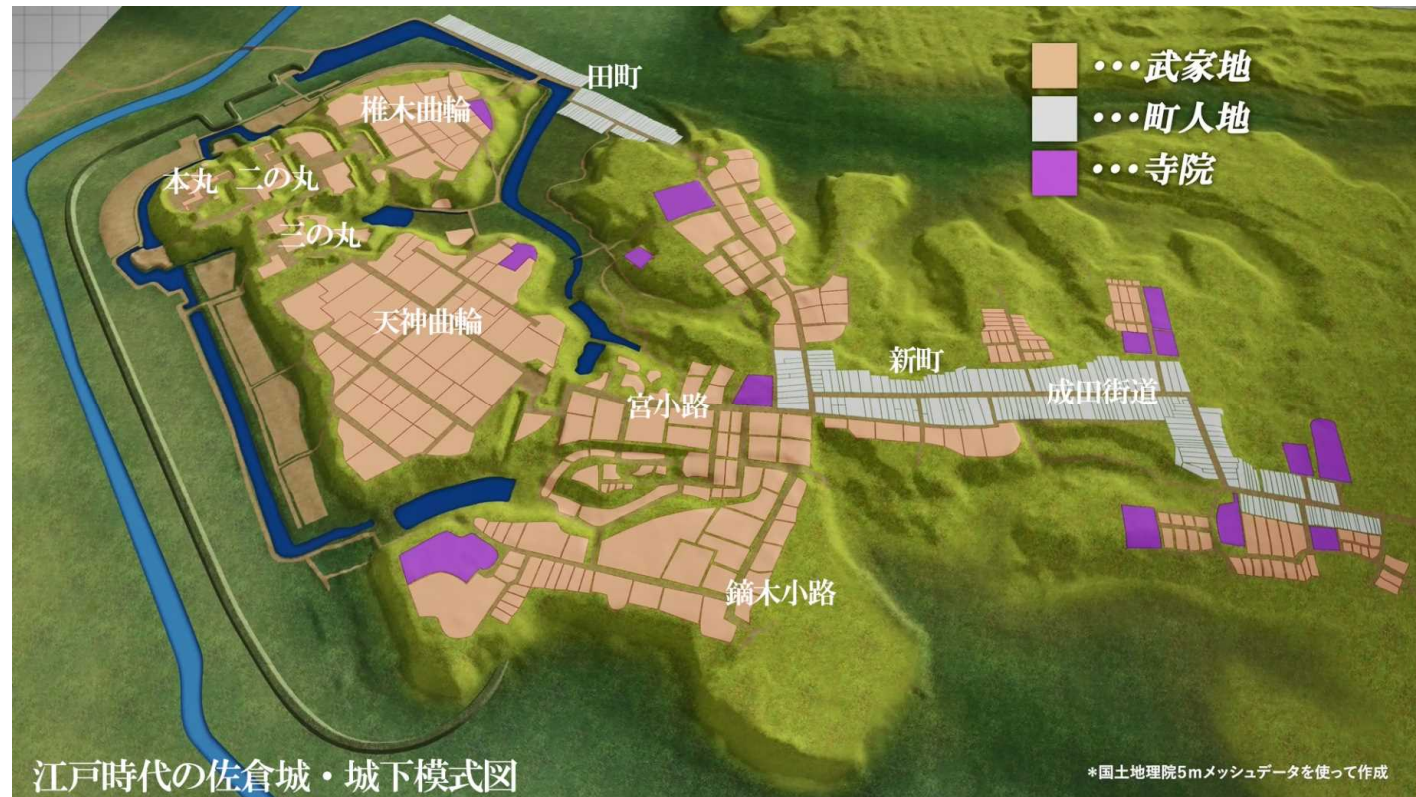 田町
椎木曲輪
本丸
二の丸
三の丸
天神曲輪
新町
成田街道
宮小路
鏑木小路
…武家地
…町人地
…寺院
江戸時代の佐倉城・城下模式図
*国土地理院5mメッシュデータを使って作成